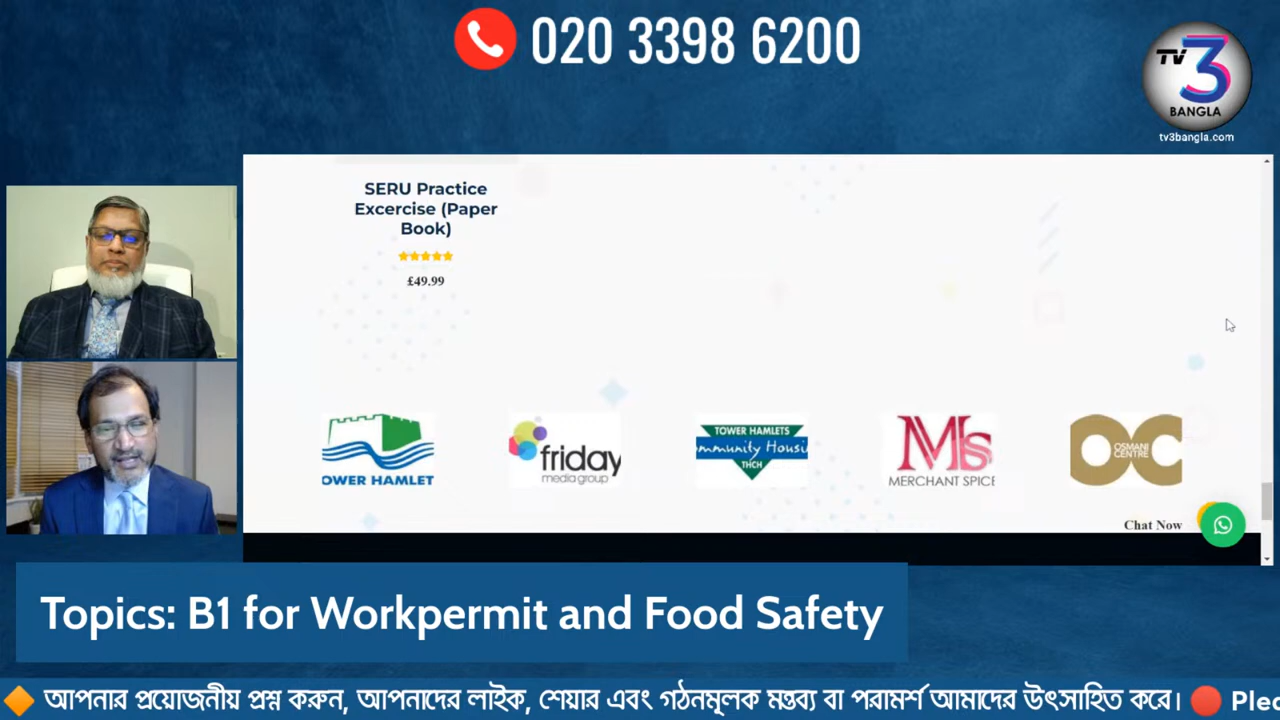 020 3398 6200
TV
3
BANGLA
tv3bangla.com
SERU Practice
Excercise (Paper
Book)
£49.99
OWER HAMLET
friday
media group
TOWER HAMLETS
mmunity Housi
THCH
Ms
MERCHANT SPICE
OC
OSMANI
CENTRE
Chat Now
Topics: B1 for Workpermit and Food Safety
আপনার প্রয়োজনীয় প্রশ্ন করুন, আপনাদের লাইক, শেয়ার এবং গঠনমূলক মন্তব্য বা পরামর্শ আমাদের উৎসাহিত করে। Plea